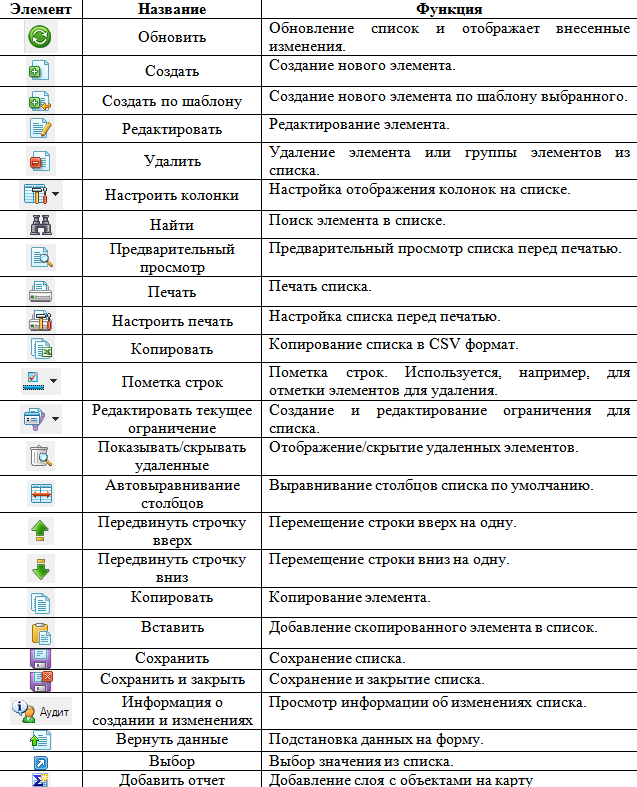 Элемент Название Функция
Обновить Обновление список и отображает внесенные
изменения.
Создать Создание нового элемента.
Создать по шаблону Создание нового элемента по шаблону выбранного.
Редактировать Редактирование элемента.
Удалить Удаление элемента или группы элементов из
списка.
Настроить колонки Настройка отображения колонок на списке.
Найти Поиск элемента в списке.
Предварительный Предварительный просмотр списка перед печатью.
просмотр
Печать Печать списка.
Настроить печать Настройка списка перед печатью.
Копировать Копирование списка в CSV формат.
Пометка строк Пометка строк. Используется, например, для
отметки элементов для удаления.
Редактировать текущее Создание и редактирование ограничения для
ограничение списка.
Показывать/скрывать Отображение/скрытие удаленных элементов.
удаленные
Автовыравнивание Выравнивание столбцов списка по умолчанию.
столбцов
Передвинуть строчку Перемещение строки вверх на одну.
вверх
Передвинуть строчку Перемещение строки вниз на одну.
вниз
Копировать Копирование элемента.
Вставить Добавление скопированного элемента в список.
Сохранить Сохранение списка.
Сохранить и закрыть Сохранение и закрытие списка.
Аудит Информация о Просмотр информации об изменениях списка.
создании и изменениях
Вернуть данные Подстановка данных на форму.
Выбор Выбор значения из списка.
Добавить отчет Добавление слоя с объектами на карту